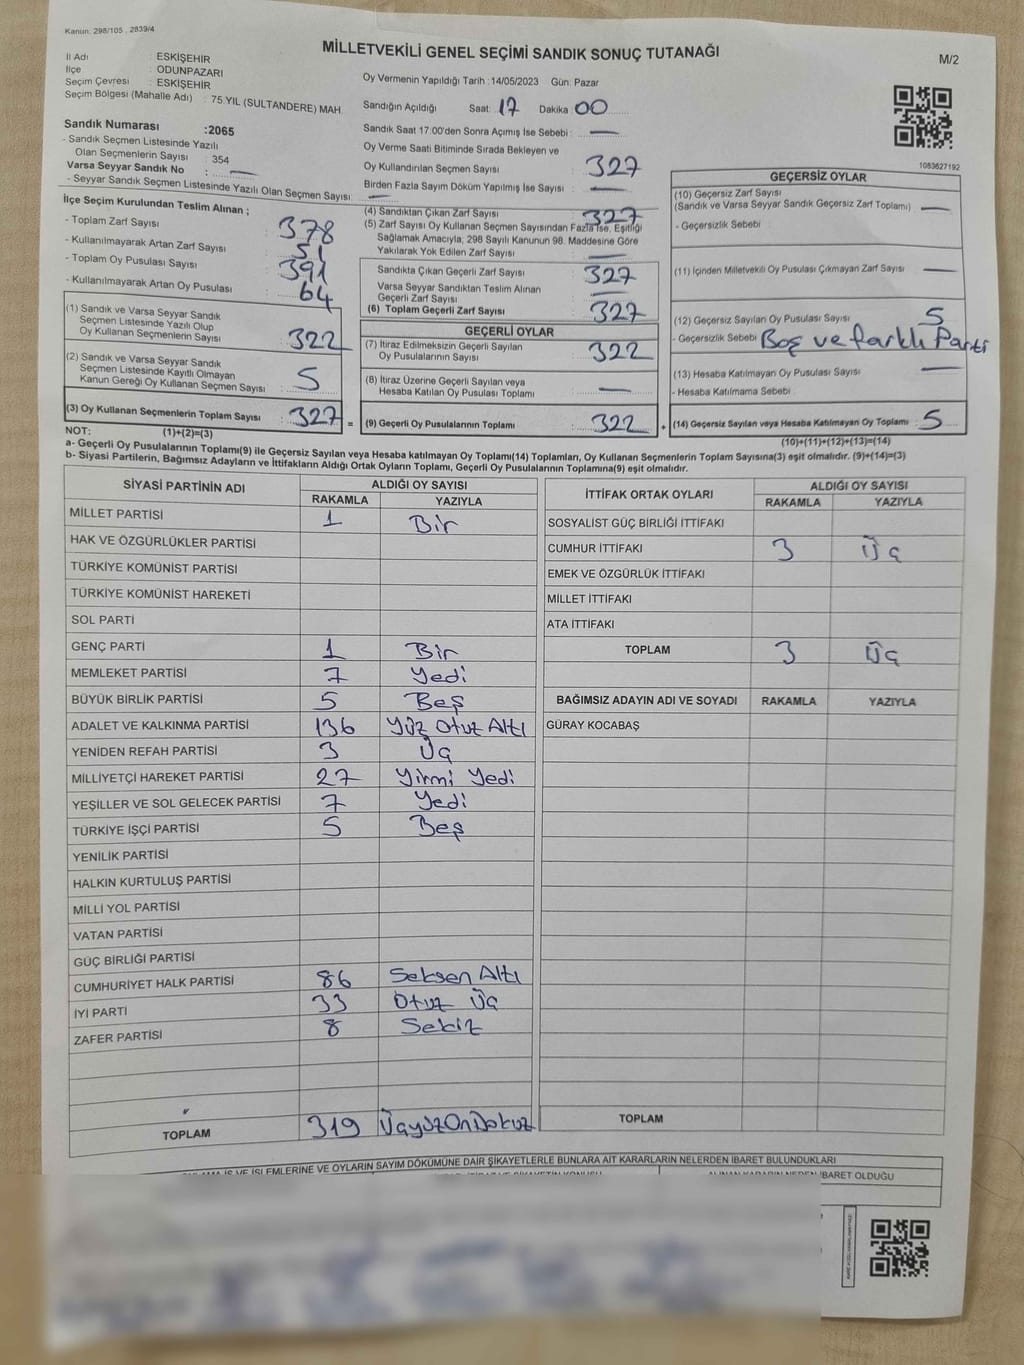 Kanun: 298/105 , 2839/4
MİLLETVEKİLİ GENEL SEÇİMİ SANDIK SONUÇ TUTANAĞI
M/2
İl Adı : ESKİŞEHİR
İlçe : ODUNPAZARI
Seçim Çevresi : ESKİŞEHİR
Seçim Bölgesi (Mahalle Adı) : 75.YIL (SULTANDERE) MAH
Sandık Numarası :2065
- Sandık Seçmen Listesinde Yazılı
Olan Seçmenlerin Sayısı : 354
Varsa Seyyar Sandık No : —
- Seyyar Sandık Seçmen Listesinde Yazılı Olan Seçmen Sayısı: —
Oy Vermenin Yapıldığı Tarih :14/05/2023 Gün: Pazar
Sandığın Açıldığı Saat: 17 Dakika: 00
Sandık Saat 17:00'den Sonra Açımış İse Sebebi : —
Oy Verme Saati Bitiminde Sırada Bekleyen ve
Oy Kullandırılan Seçmen Sayısı : 327
Birden Fazla Sayım Döküm Yapılmış İse Sayısı : —
1083627192
İlçe Seçim Kurulundan Teslim Alınan ;
- Toplam Zarf Sayısı : 378
- Kullanılmayarak Artan Zarf Sayısı : 51
- Toplam Oy Pusulası Sayısı : 391
- Kullanılmayarak Artan Oy Pusulası : 64
(1) Sandık ve Varsa Seyyar Sandık
Seçmen Listesinde Yazılı Olup
Oy Kullanan Seçmenlerin Sayısı : 322
(2) Sandık ve Varsa Seyyar Sandık
Seçmen Listesinde Kayıtlı Olmayan
Kanun Gereği Oy Kullanan Seçmen Sayısı : 5
(3) Oy Kullanan Seçmenlerin Toplam Sayısı : 327 =
(4) Sandıktan Çıkan Zarf Sayısı : 327
(5) Zarf Sayısı Oy Kullanan Seçmen Sayısından Fazla İse, Eşitliği
Sağlamak Amacıyla, 298 Sayılı Kanunun 98. Maddesine Göre
Yakılarak Yok Edilen Zarf Sayısı : —
Sandıkta Çıkan Geçerli Zarf Sayısı : 327
Varsa Seyyar Sandıktan Teslim Alınan
Geçerli Zarf Sayısı : —
(6) Toplam Geçerli Zarf Sayısı : 327
GEÇERLİ OYLAR
(7) İtiraz Edilmeksizin Geçerli Sayılan
Oy Pusulalarının Sayısı : 322
(8) İtiraz Üzerine Geçerli Sayılan veya
Hesaba Katılan Oy Pusulası Toplamı : —
(9) Geçerli Oy Pusulalarının Toplamı : 322 +
GEÇERSİZ OYLAR
(10) Geçersiz Zarf Sayısı
(Sandık ve Varsa Seyyar Sandık Geçersiz Zarf Toplamı) : —
- Geçersizlik Sebebi :
(11) İçinden Milletvekili Oy Pusulası Çıkmayan Zarf Sayısı : —
(12) Geçersiz Sayılan Oy Pusulası Sayısı : 5
- Geçersizlik Sebebi : Boş ve farklı Parti
(13) Hesaba Katılmayan Oy Pusulası Sayısı : —
- Hesaba Katılmama Sebebi :
(14) Geçersiz Sayılan veya Hesaba Katılmayan Oy Toplamı : 5
NOT: (1)+(2)=(3)
(10)+(11)+(12)+(13)=(14)
a- Geçerli Oy Pusulalarının Toplamı(9) ile Geçersiz Sayılan veya Hesaba katılmayan Oy Toplamı(14) Toplamları, Oy Kullanan Seçmenlerin Toplam Sayısına(3) eşit olmalıdır. (9)+(14)=(3)
b- Siyasi Partilerin, Bağımsız Adayların ve İttifakların Aldığı Ortak Oyların Toplamı, Geçerli Oy Pusulalarının Toplamına(9) eşit olmalıdır.
SİYASİ PARTİNİN ADI ALDIĞI OY SAYISI
RAKAMLA YAZIYLA
MİLLET PARTİSİ 1 Bir
HAK VE ÖZGÜRLÜKLER PARTİSİ
TÜRKİYE KOMÜNİST PARTİSİ
TÜRKİYE KOMÜNİST HAREKETİ
SOL PARTİ
GENÇ PARTİ 1 Bir
MEMLEKET PARTİSİ 7 Yedi
BÜYÜK BİRLİK PARTİSİ 5 Beş
ADALET VE KALKINMA PARTİSİ 136 Yüz Otuz Altı
YENİDEN REFAH PARTİSİ 3 Üç
MİLLİYETÇİ HAREKET PARTİSİ 27 Yirmi Yedi
YEŞİLLER VE SOL GELECEK PARTİSİ 7 Yedi
TÜRKİYE İŞÇİ PARTİSİ 5 Beş
YENİLİK PARTİSİ
HALKIN KURTULUŞ PARTİSİ
MİLLİ YOL PARTİSİ
VATAN PARTİSİ
GÜÇ BİRLİĞİ PARTİSİ
CUMHURİYET HALK PARTİSİ 86 Seksen Altı
İYİ PARTİ 33 Otuz Üç
ZAFER PARTİSİ 8 Sekiz
TOPLAM 319 ÜçyüzOnDokuz
İTTİFAK ORTAK OYLARI ALDIĞI OY SAYISI
RAKAMLA YAZIYLA
SOSYALİST GÜÇ BİRLİĞİ İTTİFAKI
CUMHUR İTTİFAKI 3 Üç
EMEK VE ÖZGÜRLÜK İTTİFAKI
MİLLET İTTİFAKI
ATA İTTİFAKI
TOPLAM 3 Üç
BAĞIMSIZ ADAYIN ADI VE SOYADI RAKAMLA YAZIYLA
GÜRAY KOCABAŞ
TOPLAM
İŞ VE İŞLEMLERİNE VE OYLARIN SAYIM DÖKÜMÜNE DAİR ŞİKAYETLERLE BUNLARA AİT KARARLARIN NELERDEN İBARET BULUNDUKLARI
ALINAN KARARIN NEDEN İBARET OLDUĞU